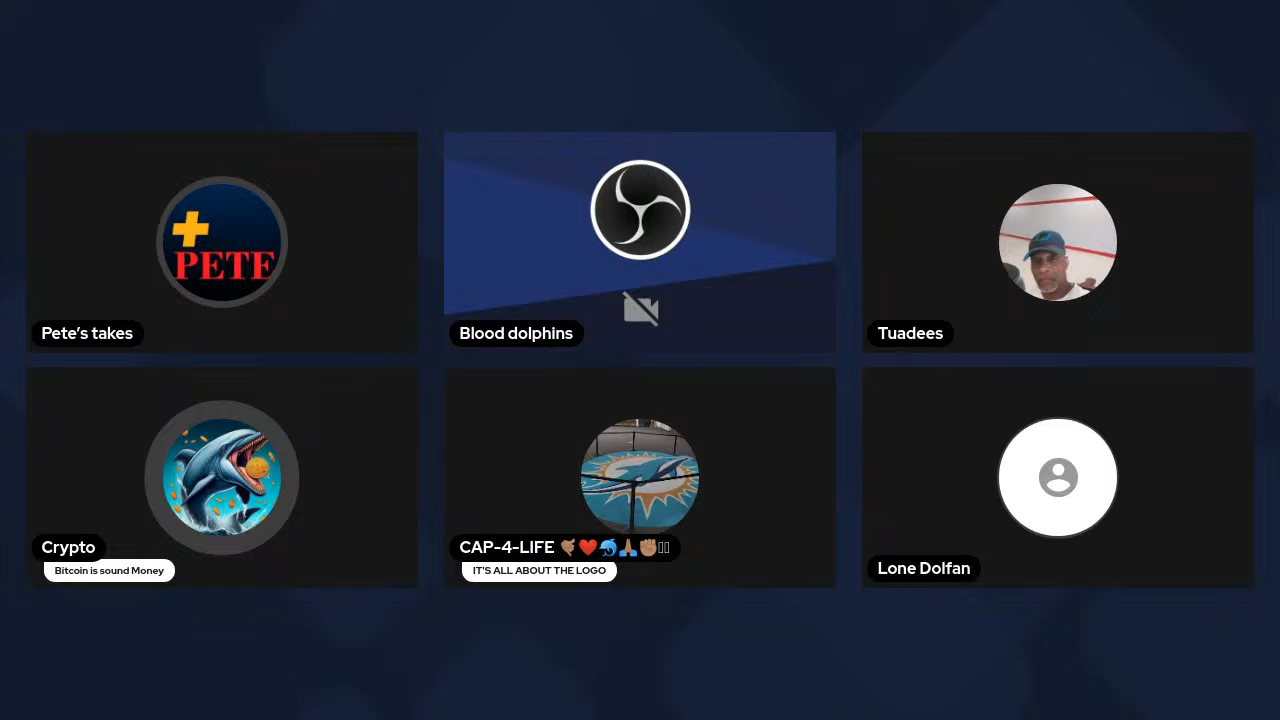 PETE
Pete's takes
Blood dolphins
Tuadees
Crypto
Bitcoin is sound Money
CAP-4-LIFE 🤏🏽❤️🐬🙏🏽✊🏽
IT'S ALL ABOUT THE LOGO
Lone Dolfan